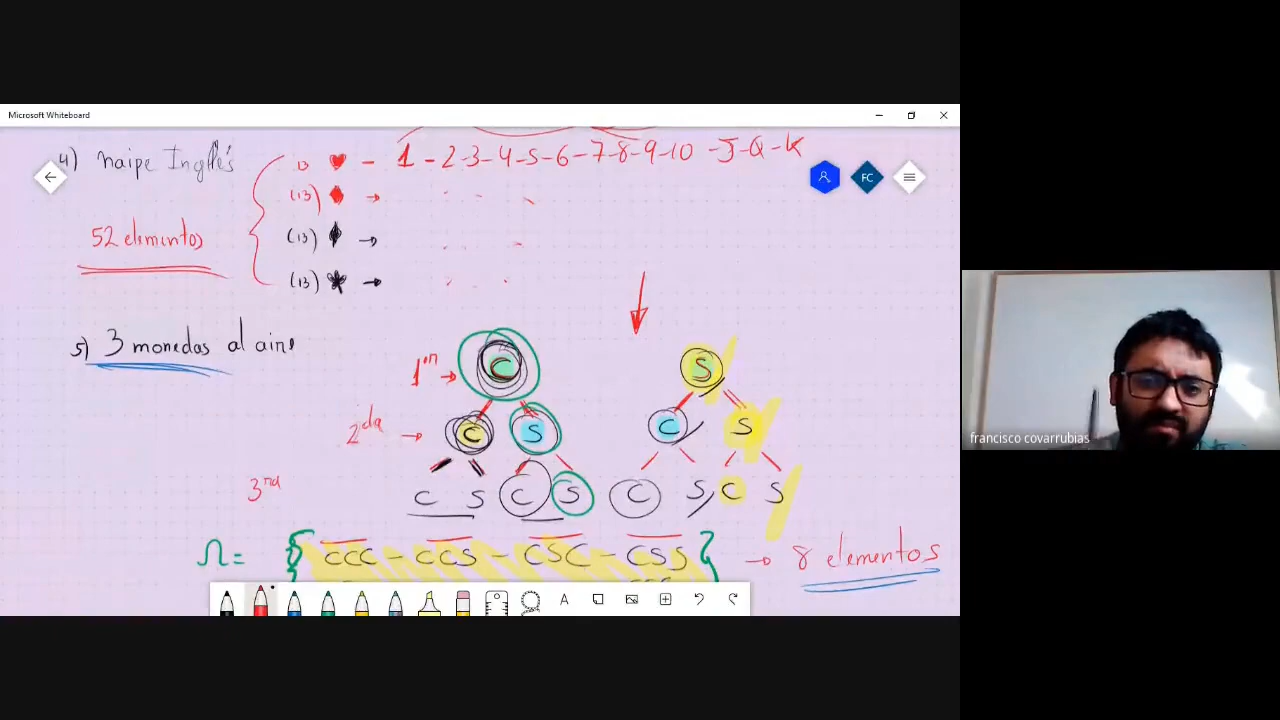 Microsoft Whiteboard
4) naipe Inglés
13 ♥ - 1 - 2 - 3 - 4 - 5 - 6 - 7 - 8 - 9 - 10 - J - Q - K
(13) ♦ →
52 elementos
(13) ♠ →
(13) ♣ →
FC
5) 3 monedas al aire
1er → C S
2da → C S C S
3ra C S C S C S, C S
Ω = { CCC - CCS - CSC - CSS } → 8 elementos
francisco covarrubias